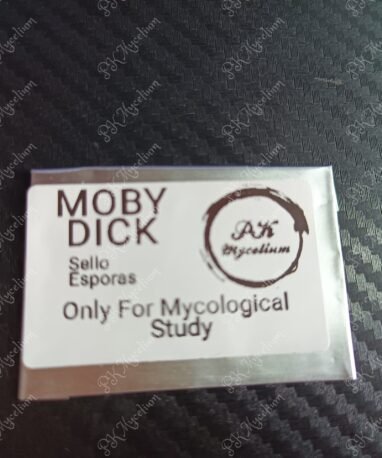 MOBY
DICK
Sello
Esporas
PK
Mycelium
Only For Mycological
Study